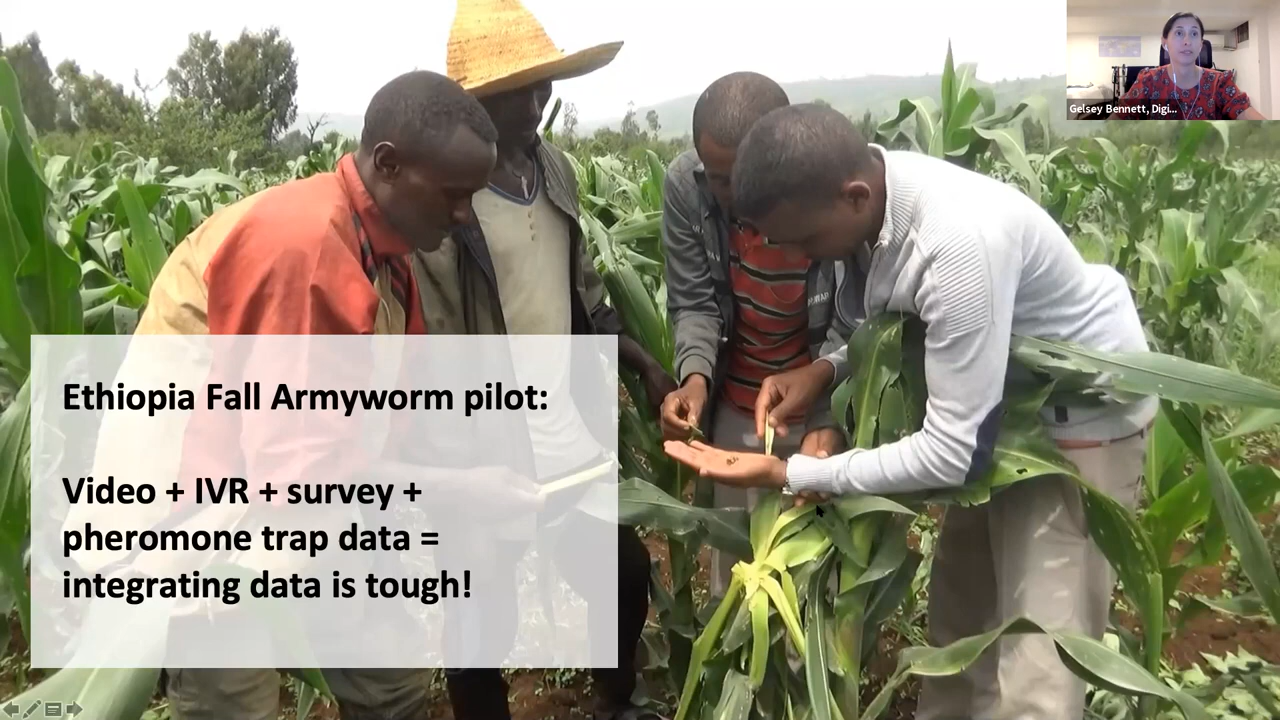 Gelsey Bennett, Digi...
Ethiopia Fall Armyworm pilot:
Video + IVR + survey +
pheromone trap data =
integrating data is tough!